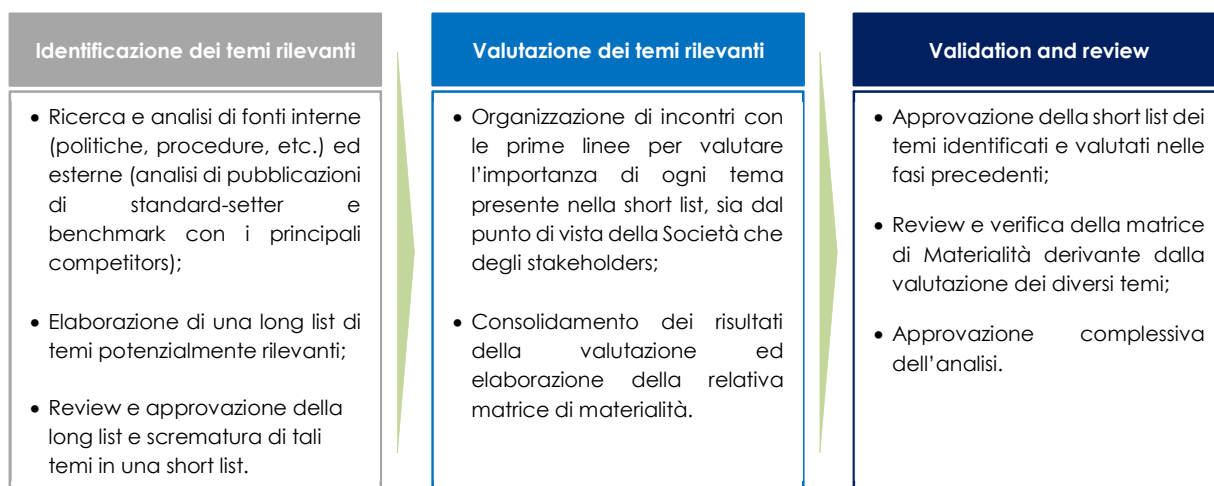 Identificazione dei temi rilevanti
• Ricerca e analisi di fonti interne
(politiche, procedure, etc.) ed
esterne (analisi di pubblicazioni
di standard-setter e
benchmark con i principali
competitors);
• Elaborazione di una long list di
temi potenzialmente rilevanti;
• Review e approvazione della
long list e scrematura di tali
temi in una short list.
Valutazione dei temi rilevanti
• Organizzazione di incontri con
le prime linee per valutare
l’importanza di ogni tema
presente nella short list, sia dal
punto di vista della Società che
degli stakeholders;
• Consolidamento dei risultati
della valutazione ed
elaborazione della relativa
matrice di materialità.
Validation and review
• Approvazione della short list dei
temi identificati e valutati nelle
fasi precedenti;
• Review e verifica della matrice
di Materialità derivante dalla
valutazione dei diversi temi;
• Approvazione complessiva
dell’analisi.